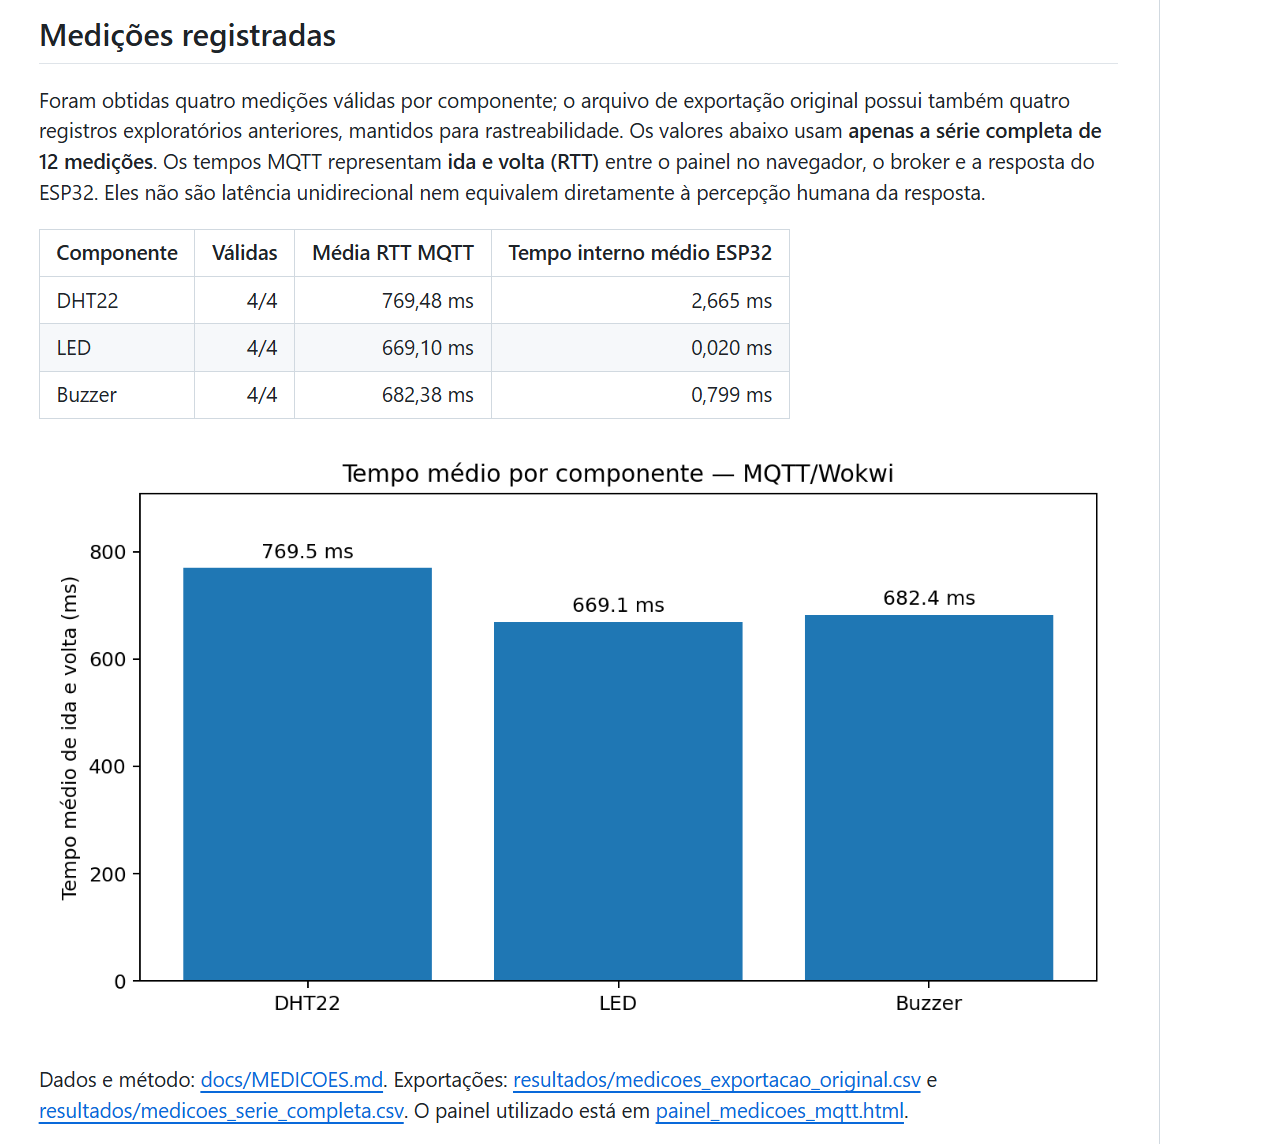 Medições registradas
Foram obtidas quatro medições válidas por componente; o arquivo de exportação original possui também quatro
registros exploratórios anteriores, mantidos para rastreabilidade. Os valores abaixo usam apenas a série completa de
12 medições. Os tempos MQTT representam ida e volta (RTT) entre o painel no navegador, o broker e a resposta do
ESP32. Eles não são latência unidirecional nem equivalem diretamente à percepção humana da resposta.
Componente Válidas Média RTT MQTT Tempo interno médio ESP32
DHT22 4/4 769,48 ms 2,665 ms
LED 4/4 669,10 ms 0,020 ms
Buzzer 4/4 682,38 ms 0,799 ms
Tempo médio por componente — MQTT/Wokwi
Tempo médio de ida e volta (ms)
800
600
400
200
0
769.5 ms
669.1 ms
682.4 ms
DHT22 LED Buzzer
Dados e método: docs/MEDICOES.md. Exportações: resultados/medicoes_exportacao_original.csv e
resultados/medicoes_serie_completa.csv. O painel utilizado está em painel_medicoes_mqtt.html.